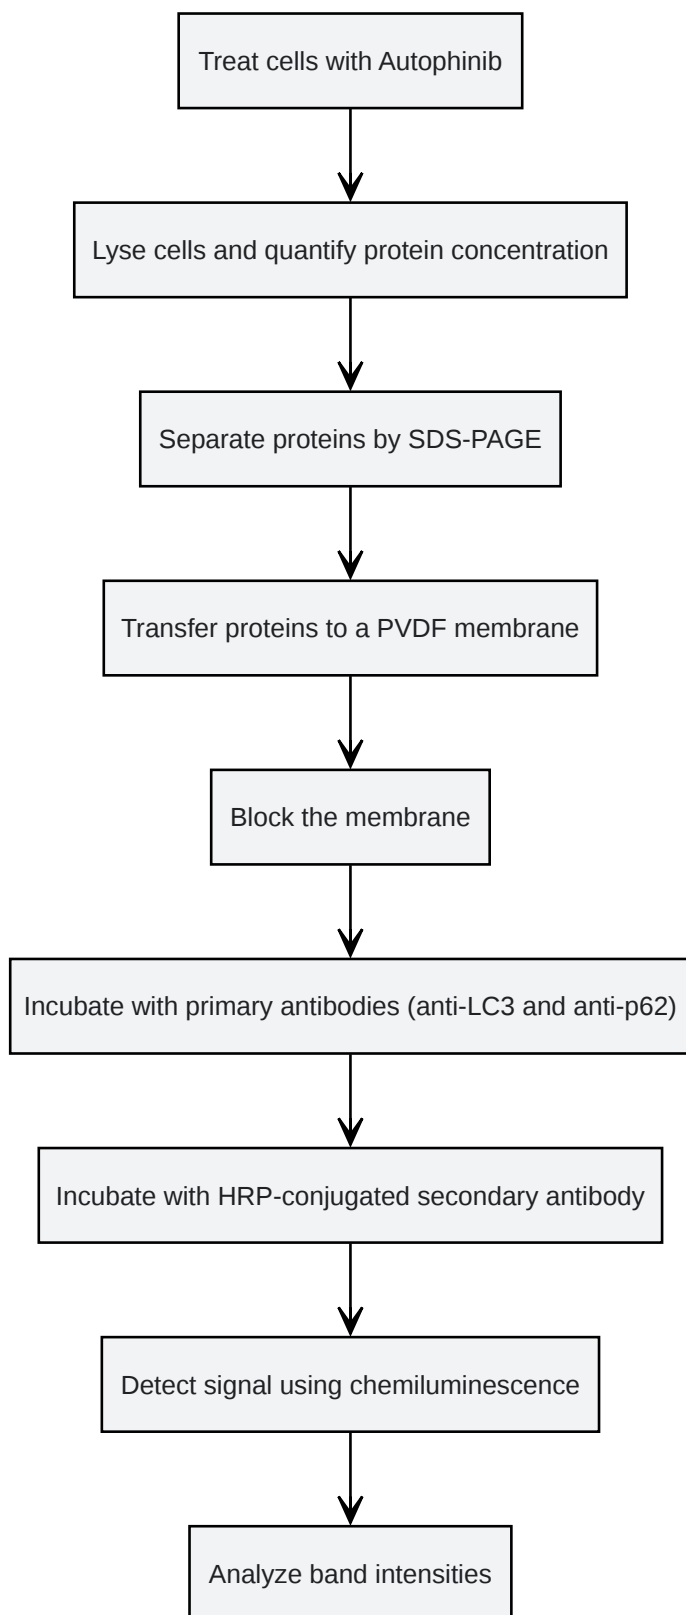 Treat cells with Autophinib
Lyse cells and quantify protein concentration
Separate proteins by SDS-PAGE
Transfer proteins to a PVDF membrane
Block the membrane
Incubate with primary antibodies (anti-LC3 and anti-p62)
Incubate with HRP-conjugated secondary antibody
Detect signal using chemiluminescence
Analyze band intensities